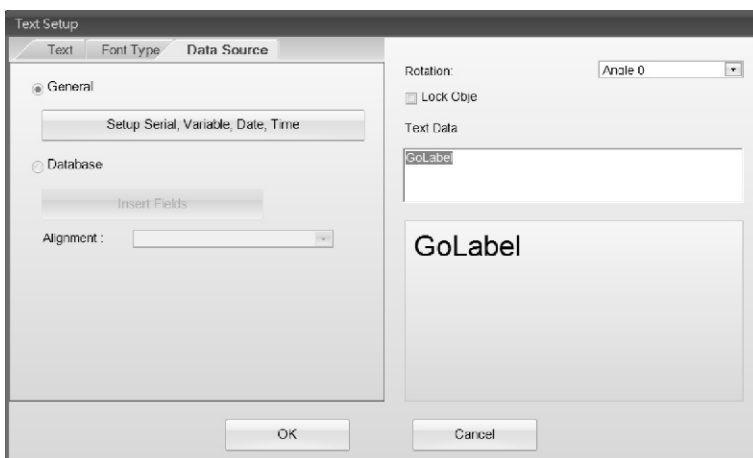 Text Setup
Text Font Type Data Source
General
Setup Serial, Variable, Date, Time
Database
Insert Fields
Alignment :
Rotation: Angle 0
Lock Obje
Text Data
GoLabel
GoLabel
OK Cancel